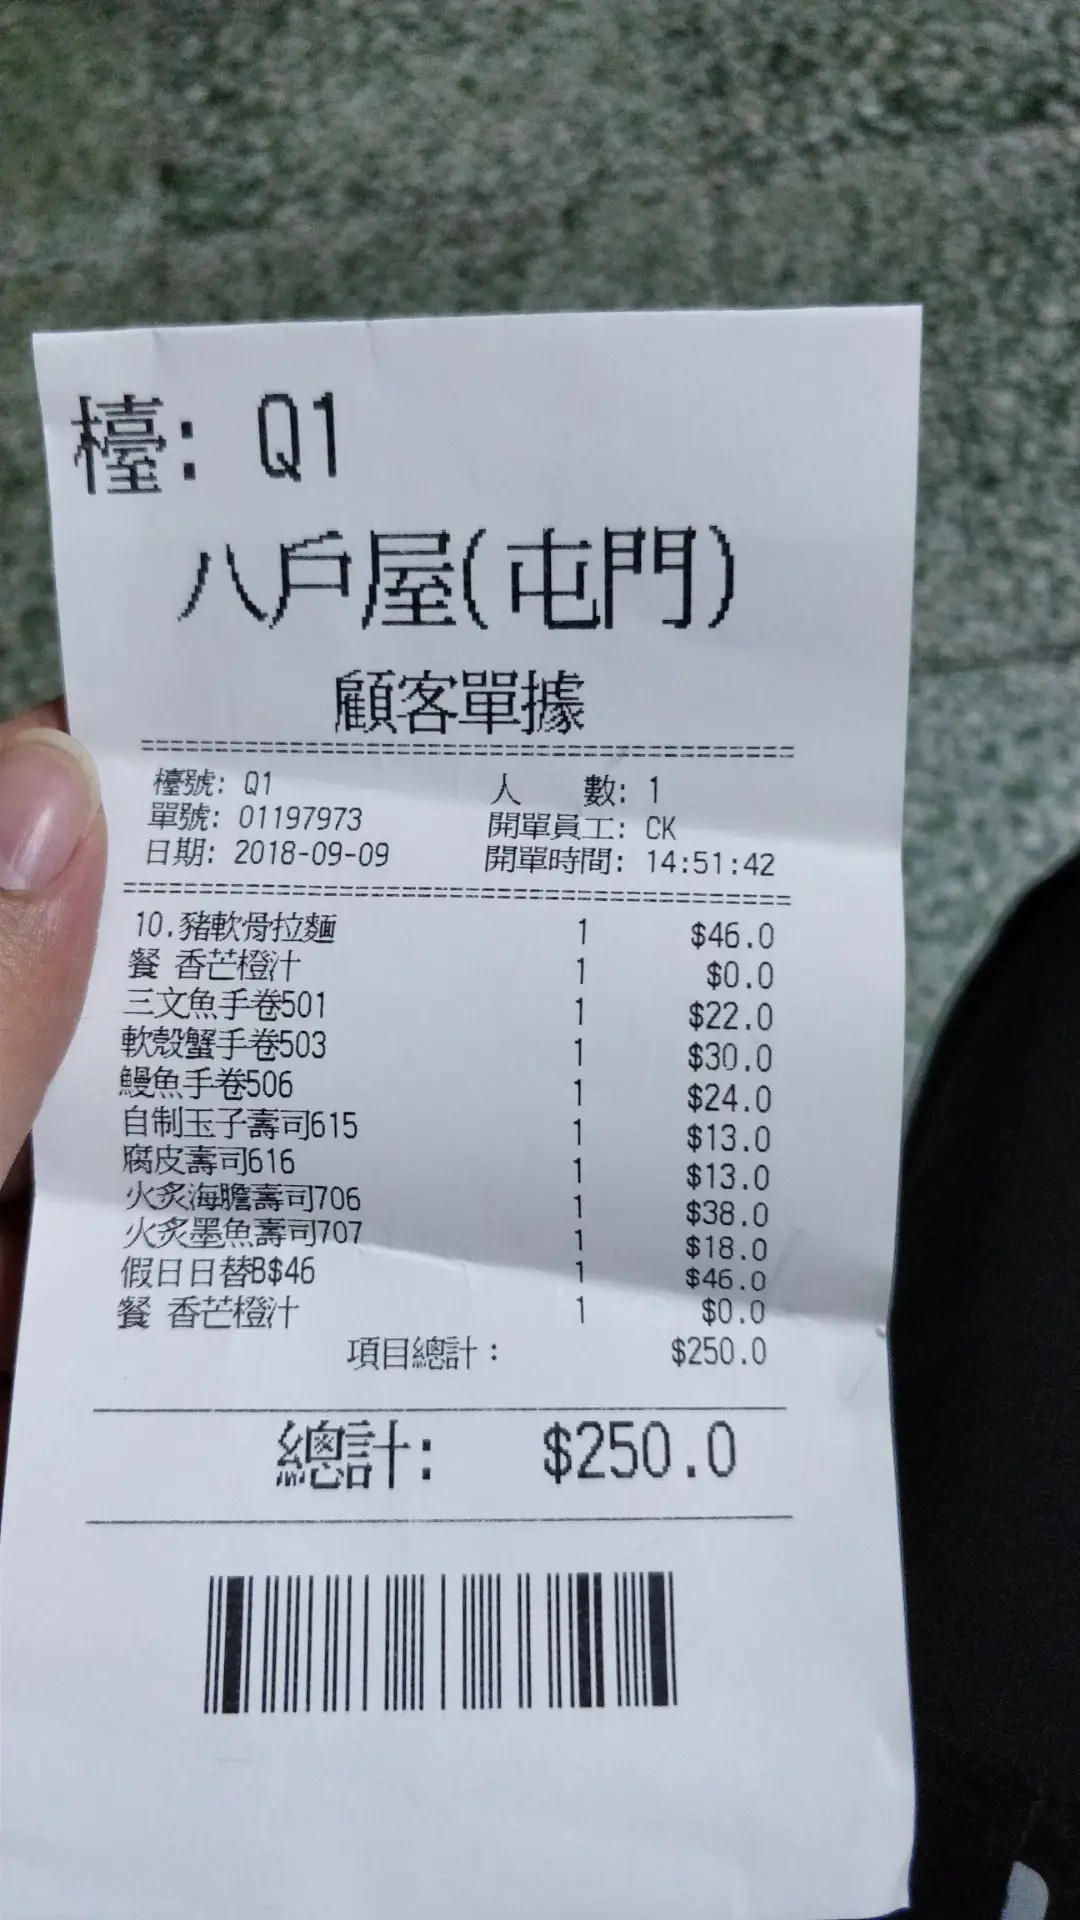 檯: Q1
八戶屋(屯門)
顧客單據
檯號: Q1 人 數: 1
單號: 01197973 開單員工: CK
日期: 2018-09-09 開單時間: 14:51:42
10.豬軟骨拉麵 1 $46.0
餐 香芒橙汁 1 $0.0
三文魚手卷501 1 $22.0
軟殼蟹手卷503 1 $30.0
鰻魚手卷506 1 $24.0
自制玉子壽司615 1 $13.0
腐皮壽司616 1 $13.0
火炙海膽壽司706 1 $38.0
火炙墨魚壽司707 1 $18.0
假日日替B$46 1 $46.0
餐 香芒橙汁 1 $0.0
項目總計： $250.0
總計: $250.0